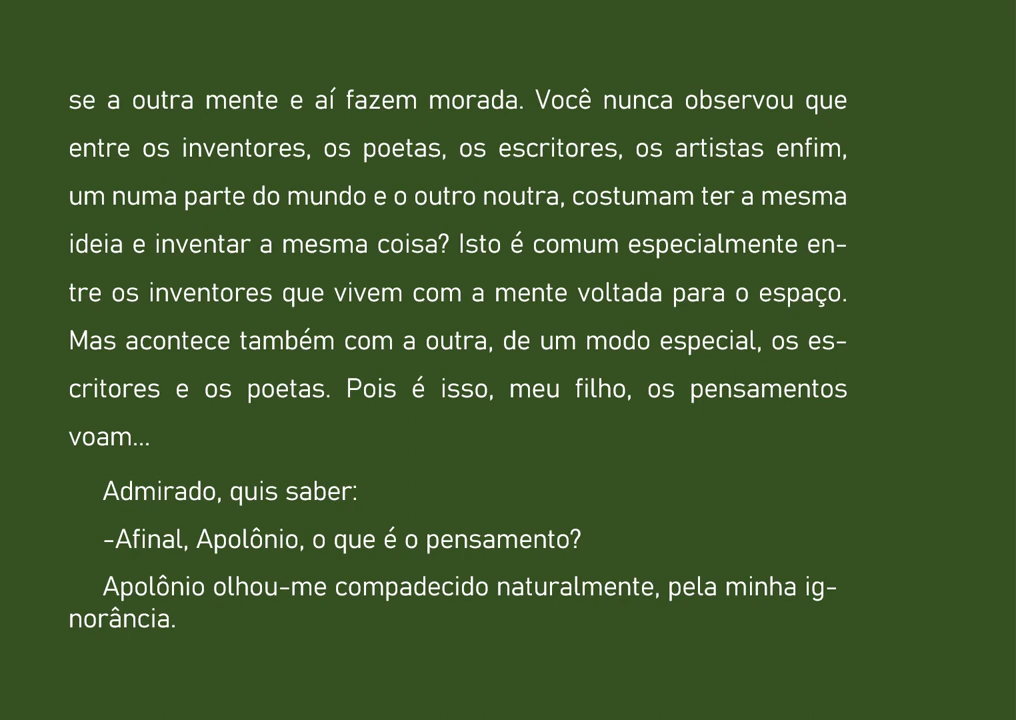 se a outra mente e aí fazem morada. Você nunca observou que
entre os inventores, os poetas, os escritores, os artistas enfim,
um numa parte do mundo e o outro noutra, costumam ter a mesma
ideia e inventar a mesma coisa? Isto é comum especialmente en-
tre os inventores que vivem com a mente voltada para o espaço.
Mas acontece também com a outra, de um modo especial, os es-
critores e os poetas. Pois é isso, meu filho, os pensamentos
voam...
Admirado, quis saber:
-Afinal, Apolônio, o que é o pensamento?
Apolônio olhou-me compadecido naturalmente, pela minha ig-
norância.